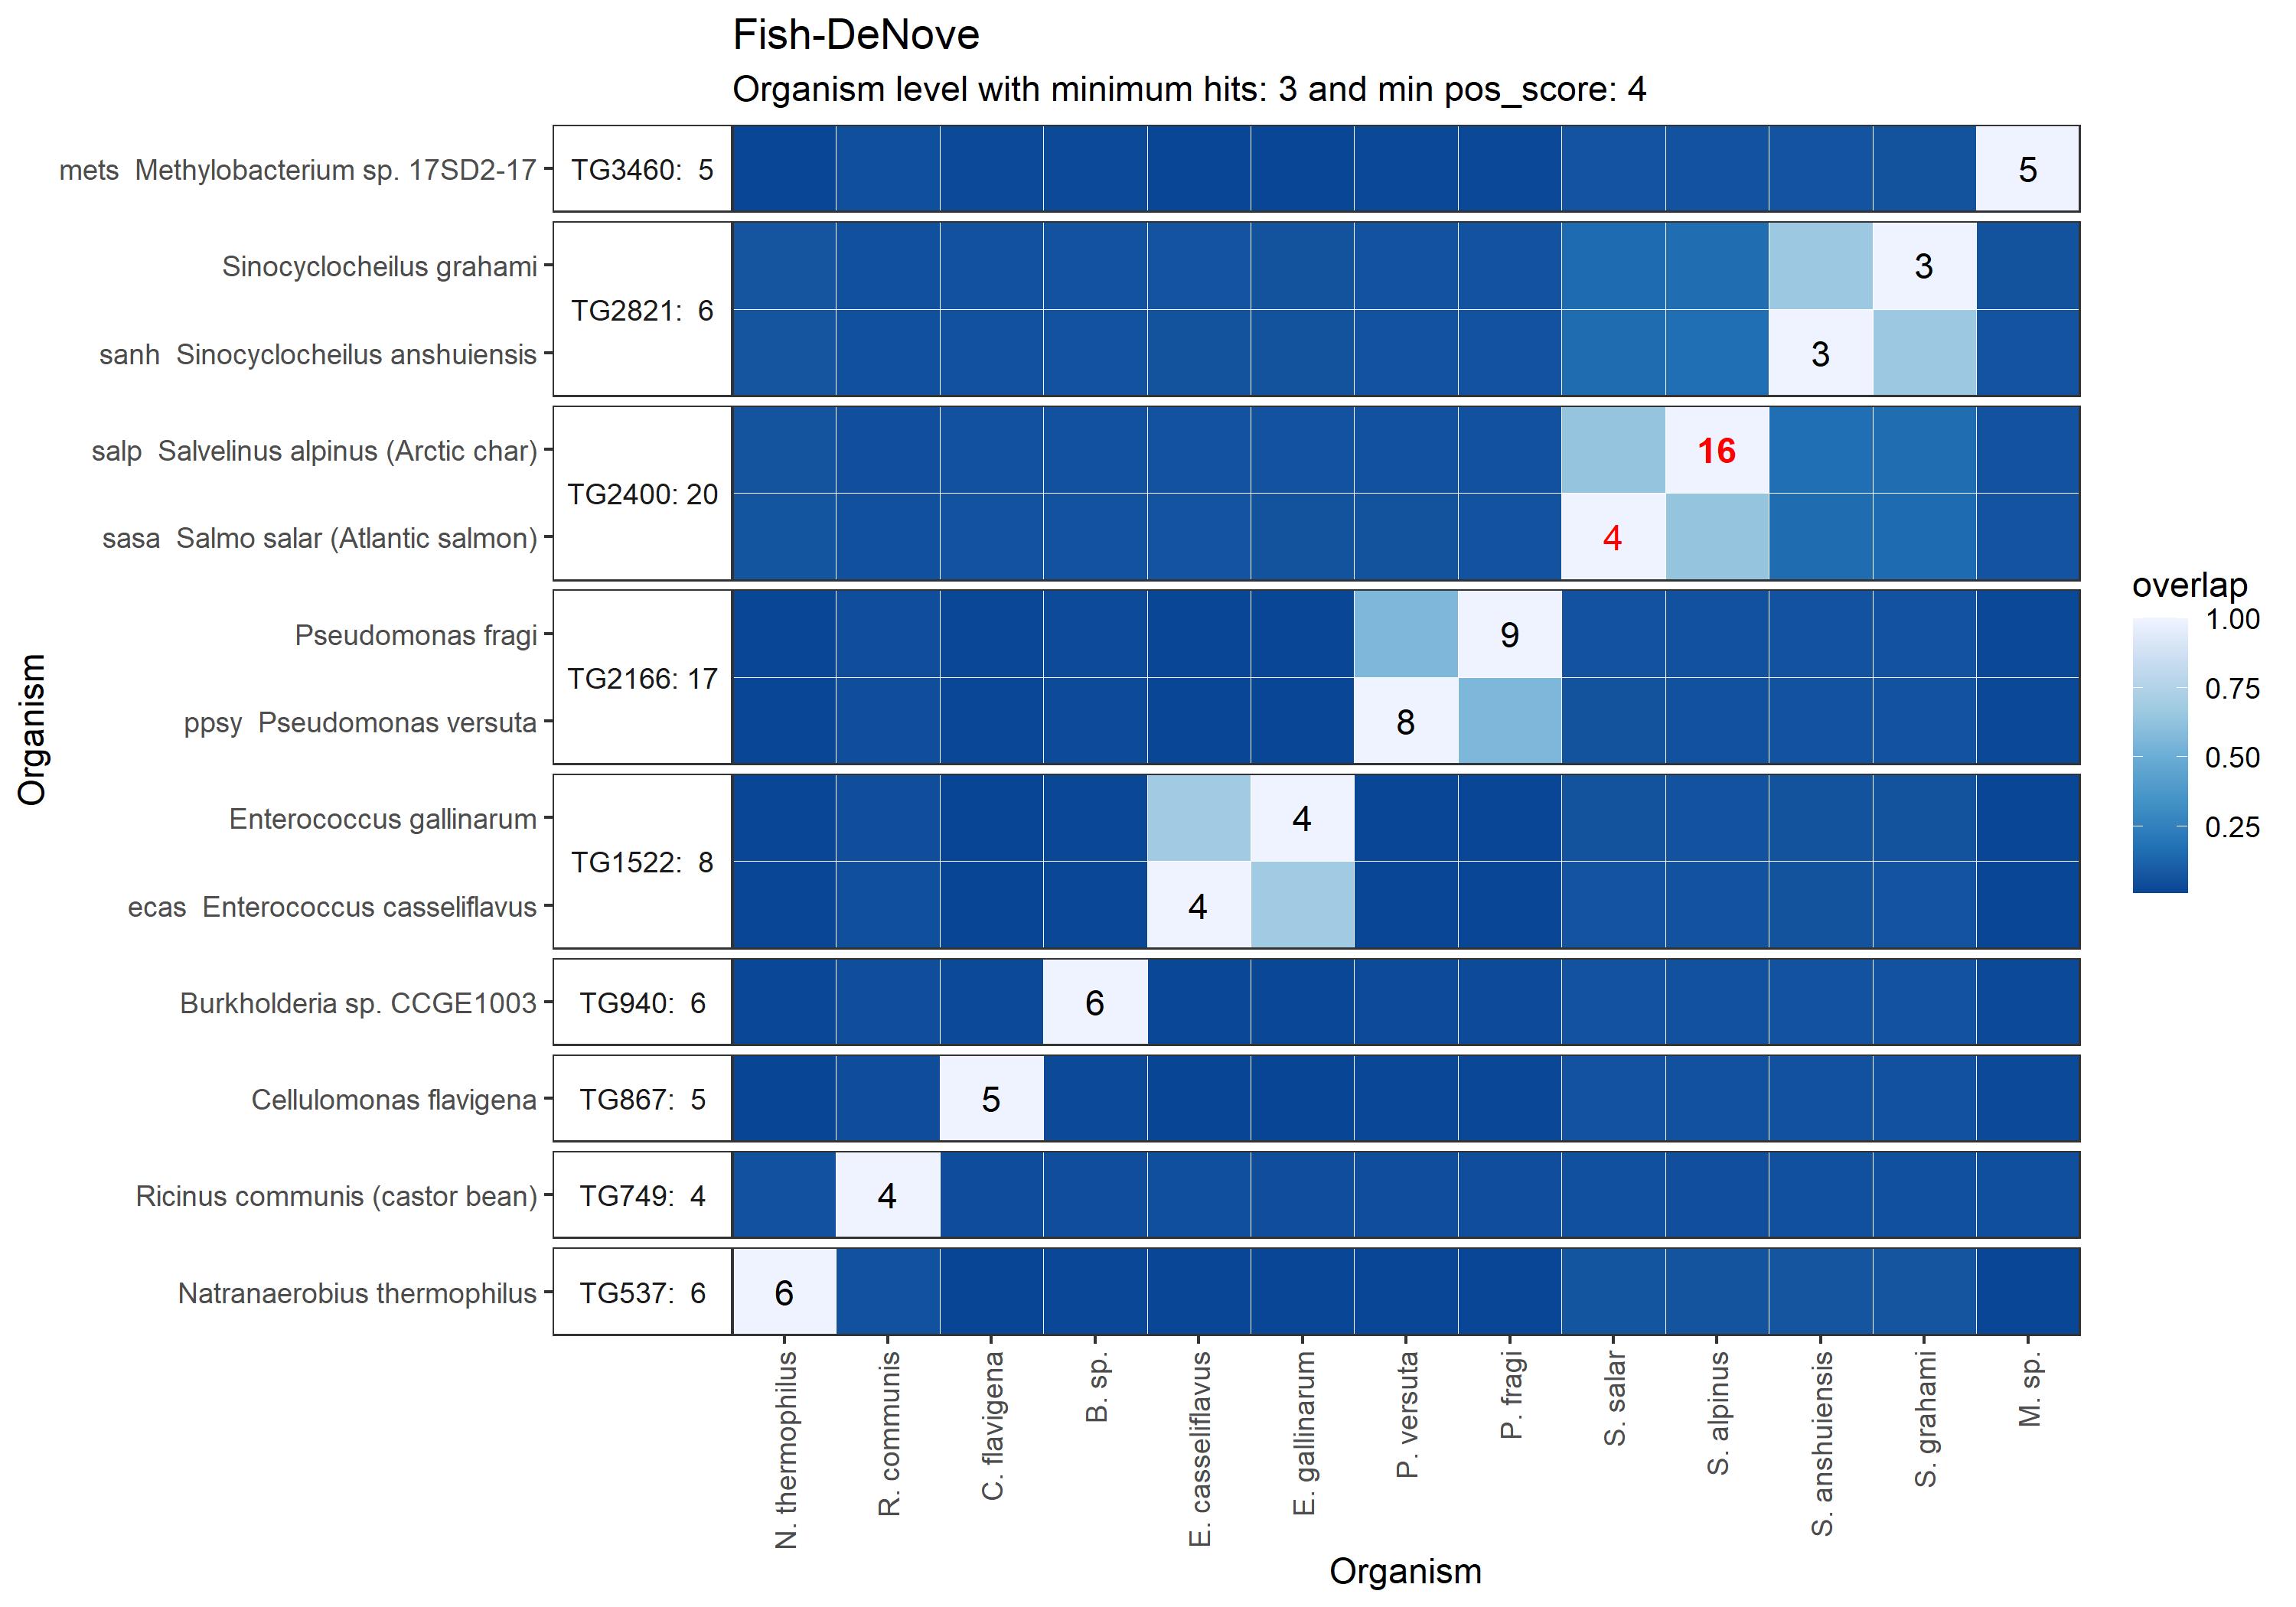 Fish-DeNove
Organism level with minimum hits: 3 and min pos_score: 4
mets  Methylobacterium sp. 17SD2-17
TG3460:  5
5
Sinocyclocheilus grahami
TG2821:  6
3
sanh  Sinocyclocheilus anshuiensis
3
salp  Salvelinus alpinus (Arctic char)
TG2400: 20
16
sasa  Salmo salar (Atlantic salmon)
4
Pseudomonas fragi
TG2166: 17
9
ppsy  Pseudomonas versuta
8
Enterococcus gallinarum
TG1522:  8
4
ecas  Enterococcus casseliflavus
4
Burkholderia sp. CCGE1003
TG940:  6
6
Cellulomonas flavigena
TG867:  5
5
Ricinus communis (castor bean)
TG749:  4
4
Natranaerobius thermophilus
TG537:  6
6
Organism
N. thermophilus
R. communis
C. flavigena
B. sp.
E. casseliflavus
E. gallinarum
P. versuta
P. fragi
S. salar
S. alpinus
S. anshuiensis
S. grahami
M. sp.
Organism
overlap
1.00
0.75
0.50
0.25